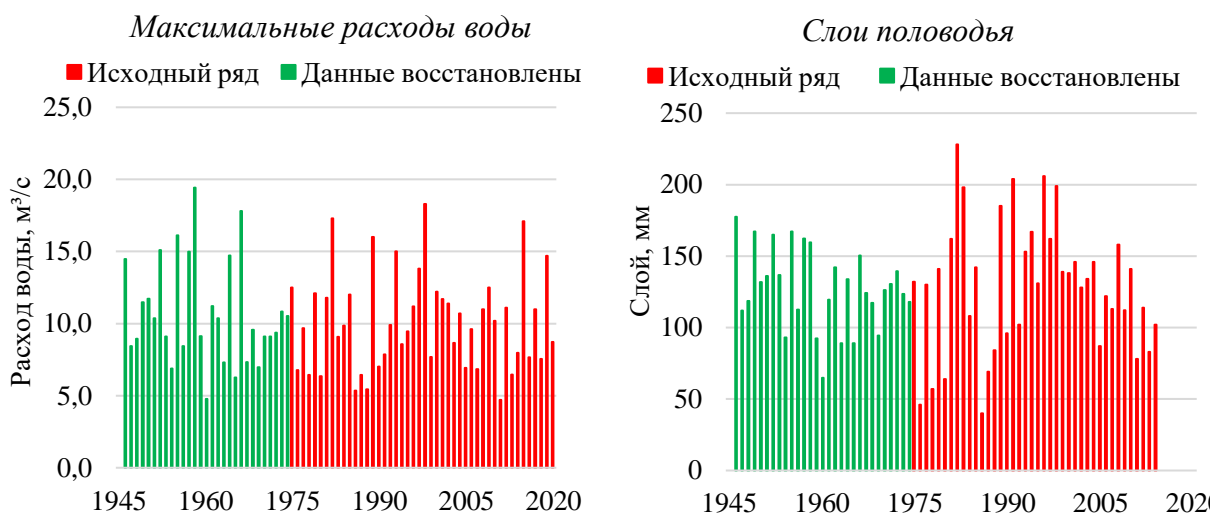 Максимальные расходы воды
Исходный ряд Данные восстановлены
25,0
20,0
15,0
10,0
5,0
0,0
Расход воды, м³/с
1945 1960 1975 1990 2005 2020
Слои половодья
Исходный ряд Данные восстановлены
250
200
150
100
50
0
Слой, мм
1945 1960 1975 1990 2005 202